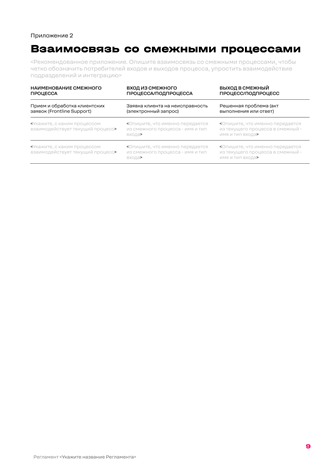 Приложение 2
Взаимосвязь со смежными процессами
<Рекомендованное приложение. Опишите взаимосвязь со смежными процессами, чтобы
четко обозначить потребителей входов и выходов процесса, упростить взаимодействие
подразделений и интеграцию>
НАИМЕНОВАНИЕ СМЕЖНОГО
ПРОЦЕССА
ВХОД ИЗ СМЕЖНОГО
ПРОЦЕССА/ПОДПРОЦЕССА
ВЫХОД В СМЕЖНЫЙ
ПРОЦЕСС/ПОДПРОЦЕСС
Прием и обработка клиентских
заявок (Frontline Support)
Заявка клиента на неисправность
(электронный запрос)
Решенная проблема (акт
выполнения или ответ)
<Укажите, с каким процессом
взаимодействует текущий процесс>
<Опишите, что именно передается
из смежного процесса - имя и тип
входа>
<Опишите, что именно передается
из текущего процесса в смежный -
имя и тип входа>
<Укажите, с каким процессом
взаимодействует текущий процесс>
<Опишите, что именно передается
из смежного процесса - имя и тип
входа>
<Опишите, что именно передается
из текущего процесса в смежный -
имя и тип входа>
9
Регламент <Укажите название Регламента>